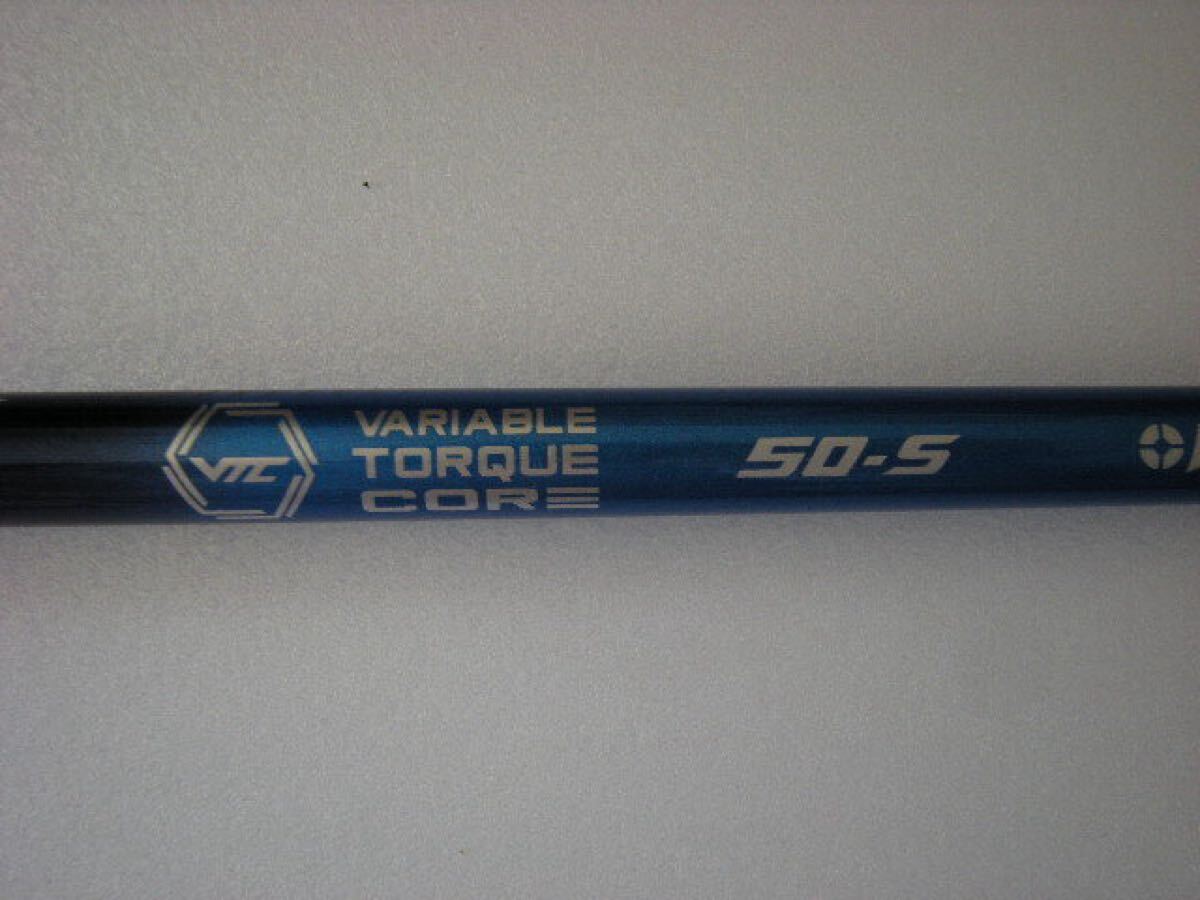 VTC
VARIABLE
TORQUE
CORE
50-S